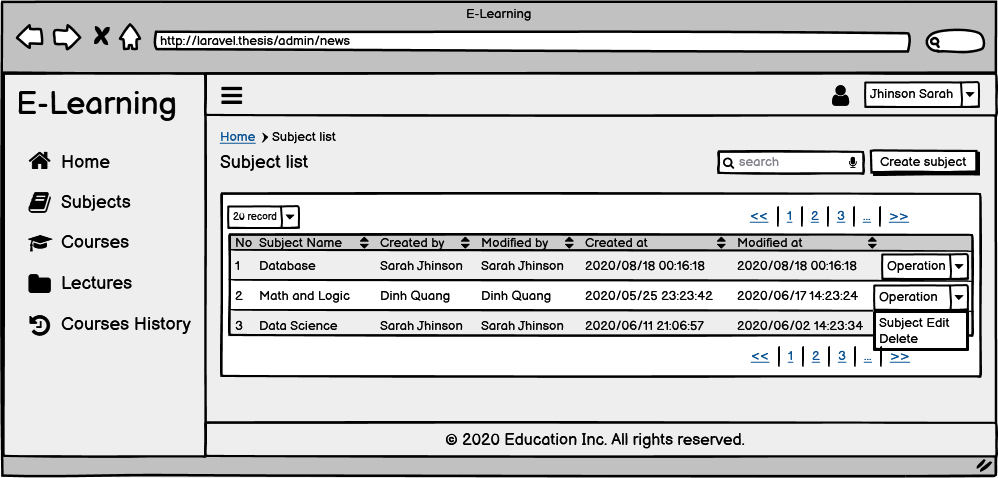 E-Learning
http://laravel.thesis/admin/news
E-Learning
Jhinson Sarah
Home
Subjects
Courses
Lectures
Courses History
Home Subject list
Subject list
search
Create subject
20 record
<< 1 2 3 ... >>
No Subject Name Created by Modified by Created at Modified at
1 Database Sarah Jhinson Sarah Jhinson 2020/08/18 00:16:18 2020/08/18 00:16:18 Operation
2 Math and Logic Dinh Quang Dinh Quang 2020/05/25 23:23:42 2020/06/17 14:23:24 Operation
3 Data Science Sarah Jhinson Sarah Jhinson 2020/06/11 21:06:57 2020/06/02 14:23:34
Subject Edit
Delete
<< 1 2 3 ... >>
© 2020 Education Inc. All rights reserved.